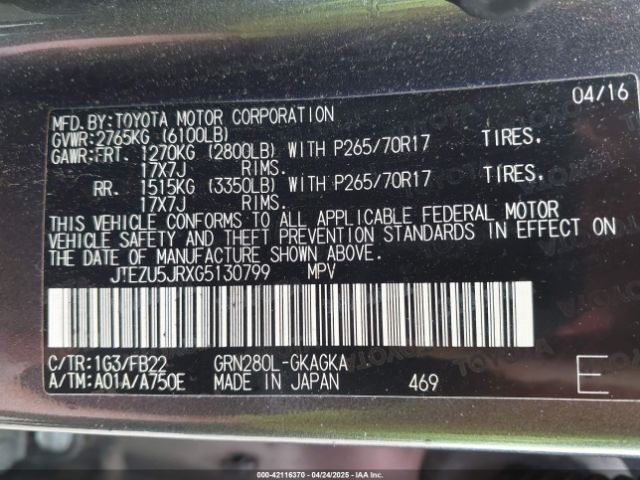 04/16
MFD.BY:TOYOTA MOTOR CORPORATION
GVWR:2765KG (6100LB)
GAWR:FRT. 1270KG (2800LB) WITH P265/70R17 TIRES.
17X7J RIMS.
RR. 1515KG (3350LB) WITH P265/70R17 TIRES.
17X7J RIMS.
THIS VEHICLE CONFORMS TO ALL APPLICABLE FEDERAL MOTOR
VEHICLE SAFETY AND THEFT PREVENTION STANDARDS IN EFFECT ON
THE DATE OF MANUFACTURE SHOWN ABOVE.
JTEZU5JRXG5130799 MPV
C/TR:1G3/FB22 GRN280L-GKAGKA
A/TM:A01A/A750E MADE IN JAPAN 469 E
000-42116370 - 04/24/2025 - IAAI.COM